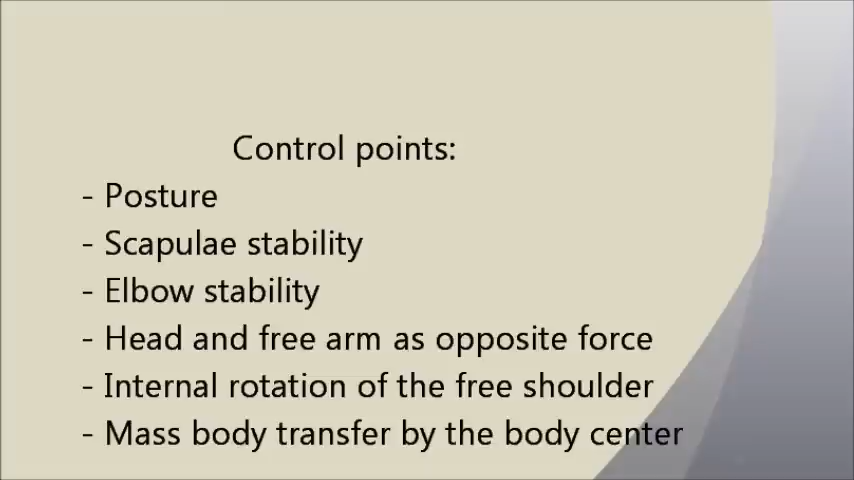 Control points:
- Posture
- Scapulae stability
- Elbow stability
- Head and free arm as opposite force
- Internal rotation of the free shoulder
- Mass body transfer by the body center